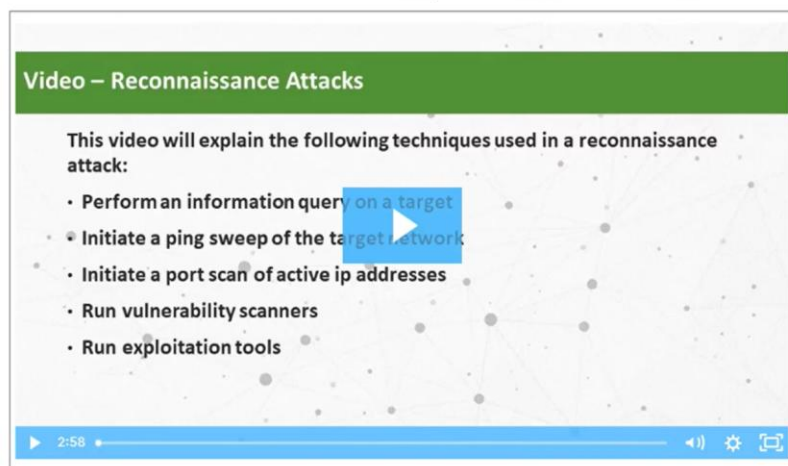 Video – Reconnaissance Attacks
This video will explain the following techniques used in a reconnaissance
attack:
• Perform an information query on a target
• Initiate a ping sweep of the target network
• Initiate a port scan of active ip addresses
• Run vulnerability scanners
• Run exploitation tools
2:58